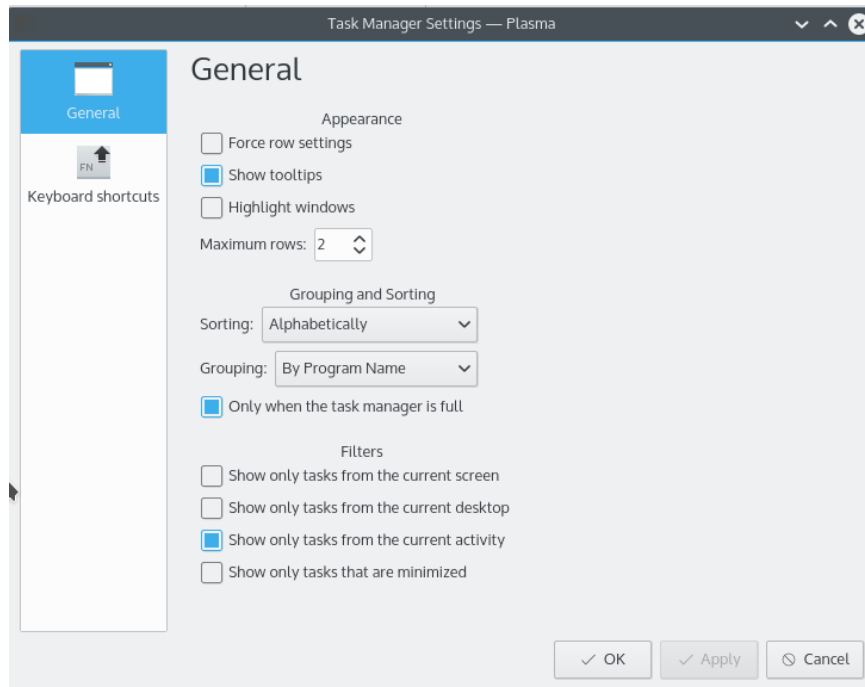 Task Manager Settings — Plasma
General
FN
Keyboard shortcuts
General
Appearance
Force row settings
Show tooltips
Highlight windows
Maximum rows: 2
Grouping and Sorting
Sorting: Alphabetically
Grouping: By Program Name
Only when the task manager is full
Filters
Show only tasks from the current screen
Show only tasks from the current desktop
Show only tasks from the current activity
Show only tasks that are minimized
OK Apply Cancel